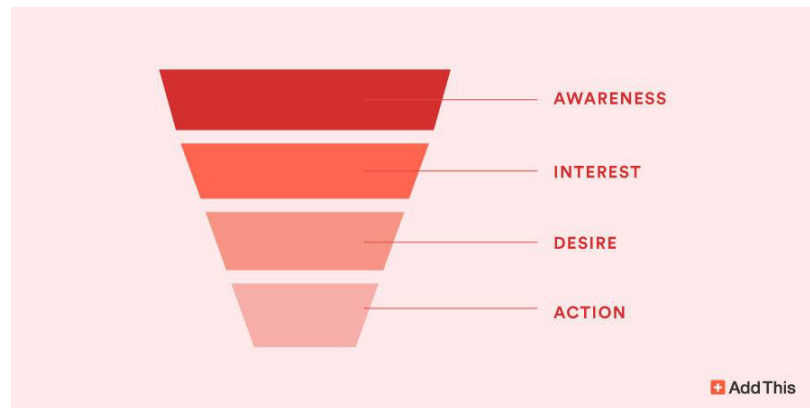 AWARENESS
INTEREST
DESIRE
ACTION
AddThis